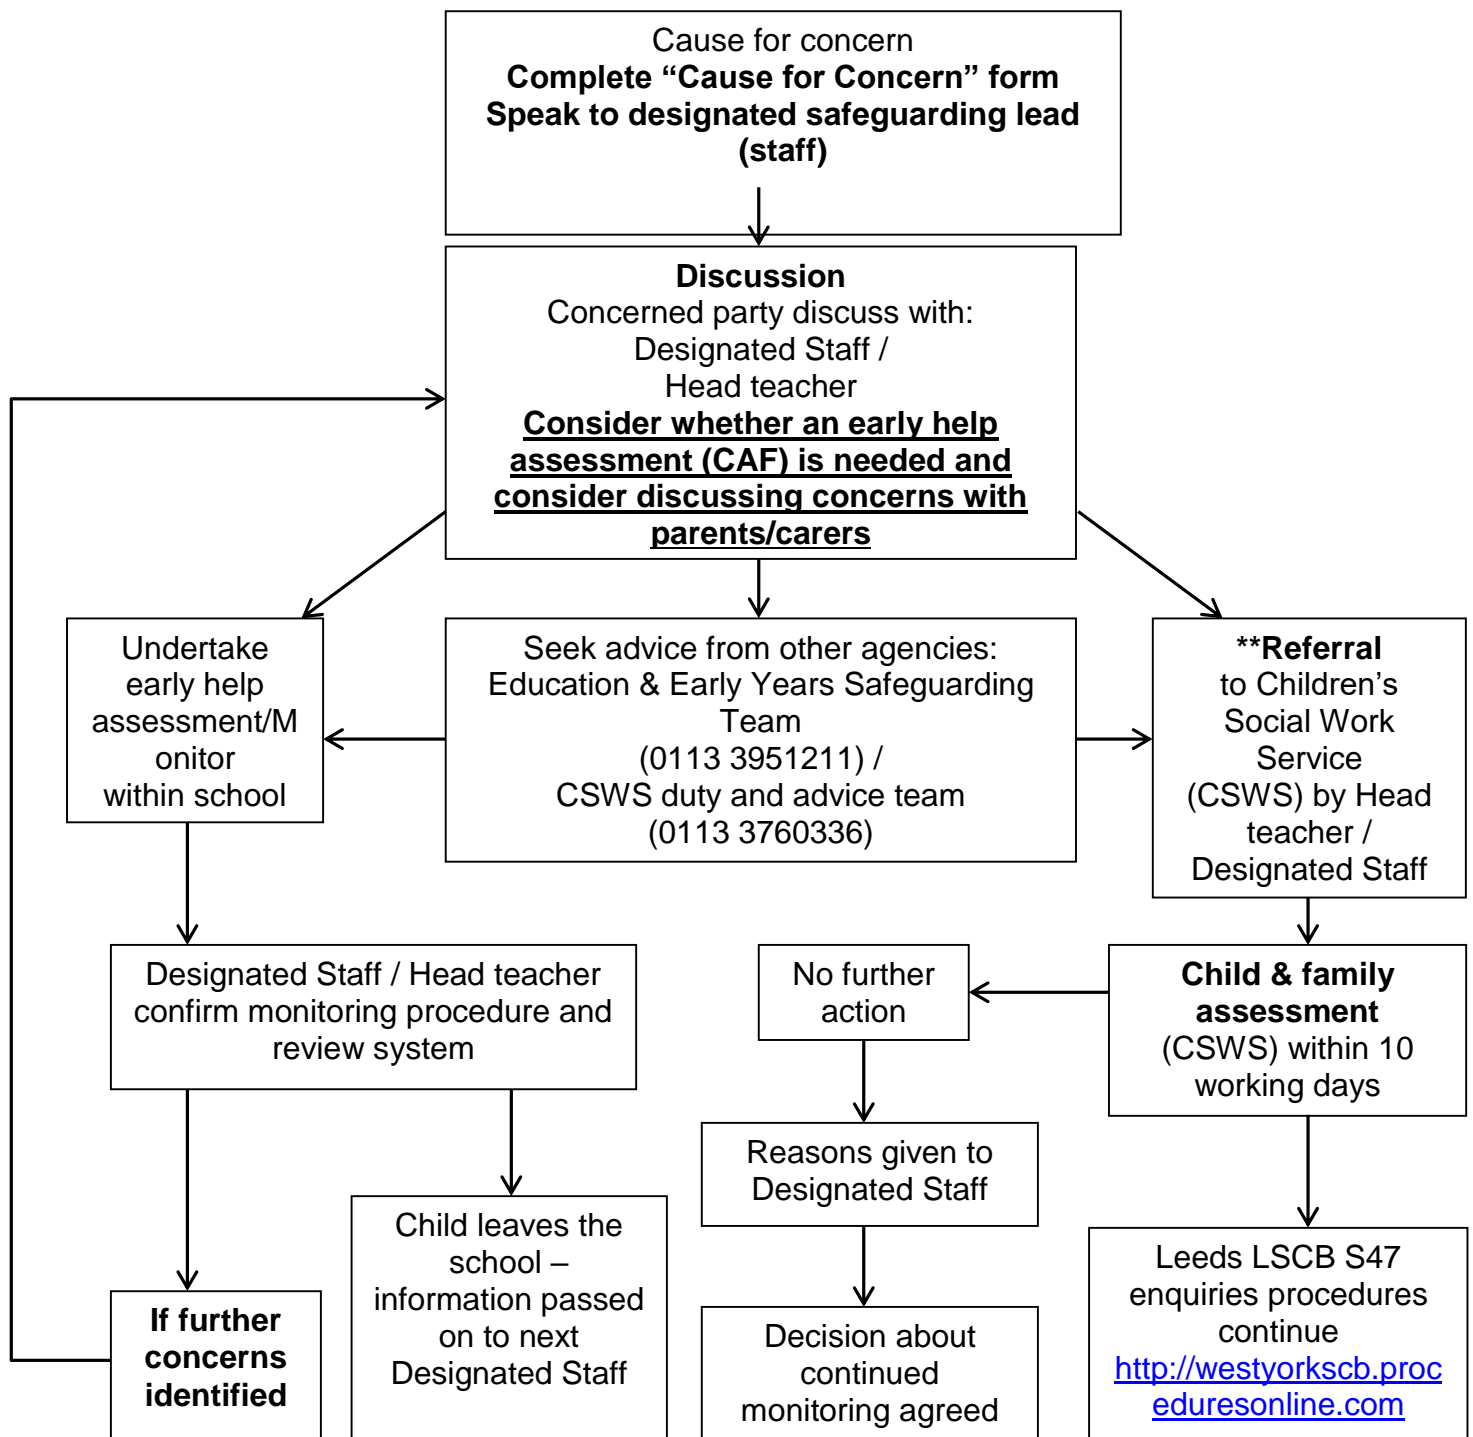 Cause for concern
Complete “Cause for Concern” form
Speak to designated safeguarding lead
(staff)
Discussion
Concerned party discuss with:
Designated Staff /
Head teacher
Consider whether an early help
assessment (CAF) is needed and
consider discussing concerns with
parents/carers
Undertake
early help
assessment/M
onitor
within school
Seek advice from other agencies:
Education & Early Years Safeguarding
Team
(0113 3951211) /
CSWS duty and advice team
(0113 3760336)
**Referral
to Children’s
Social Work
Service
(CSWS) by Head
teacher /
Designated Staff
Designated Staff / Head teacher
confirm monitoring procedure and
review system
No further
action
Child & family
assessment
(CSWS) within 10
working days
Reasons given to
Designated Staff
Child leaves the
school –
information passed
on to next
Designated Staff
If further
concerns
identified
Decision about
continued
monitoring agreed
Leeds LSCB S47
enquiries procedures
continue
http://westyorkscb.proc
eduresonline.com